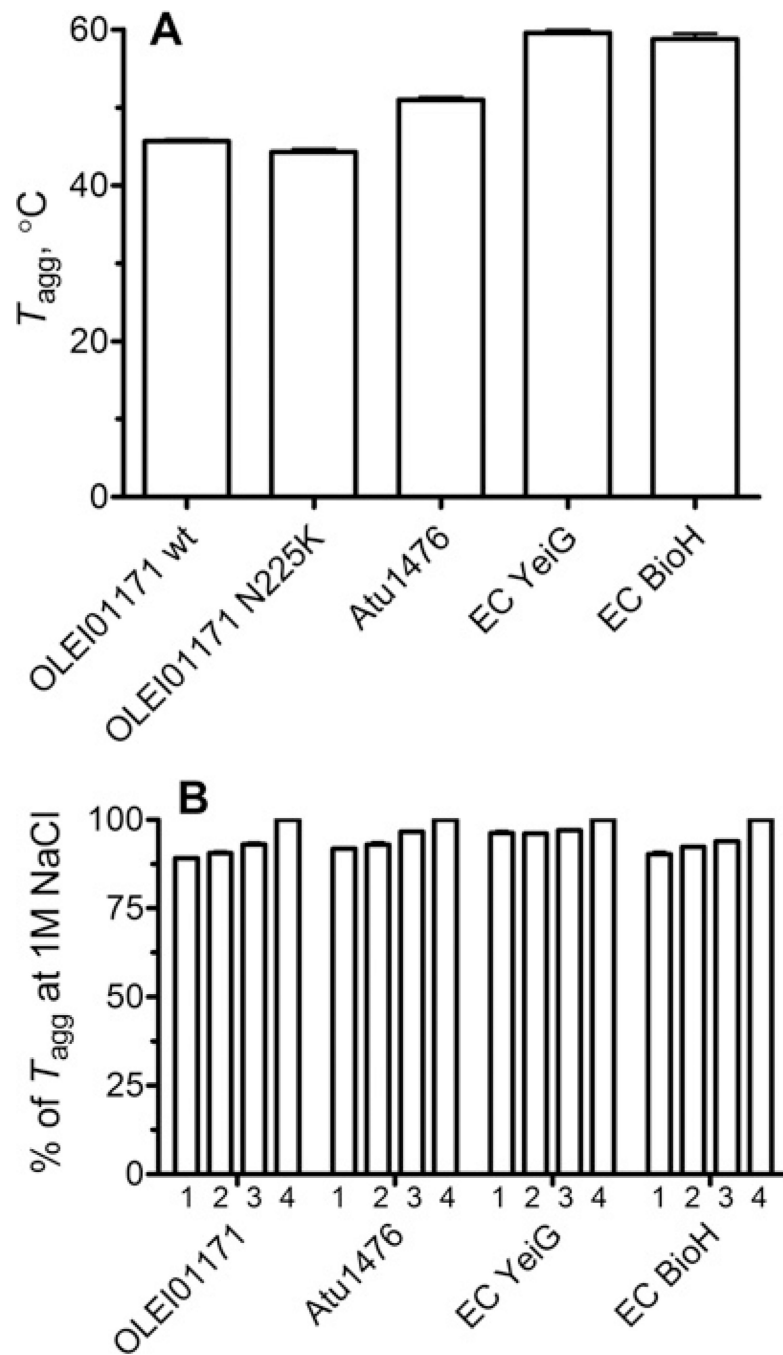 A
60
40
20
0
Tagg, °C
OLEI01171 wt
OLEI01171 N225K
Atu1476
EC YeiG
EC BioH
B
100
75
50
25
0
% of Tagg at 1M NaCl
1 2 3 4 1 2 3 4 1 2 3 4 1 2 3 4
OLEI01171
Atu1476
EC YeiG
EC BioH